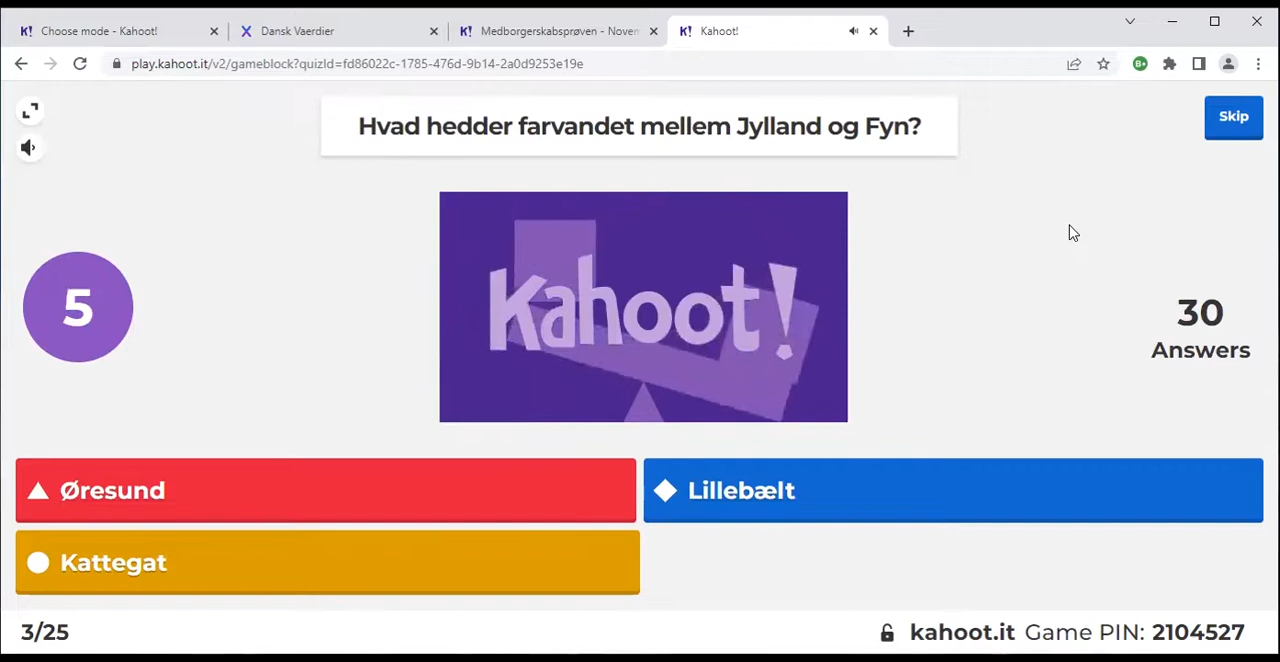 Choose mode - Kahoot!
Dansk Vaerdier
Medborgerskabsprøven - Noven
Kahoot!
play.kahoot.it/v2/gameblock?quizId=fd86022c-1785-476d-9b14-2a0d9253e19e
Hvad hedder farvandet mellem Jylland og Fyn?
Skip
Kahoot!
5
30
Answers
Øresund
Lillebælt
Kattegat
3/25
kahoot.it Game PIN: 2104527